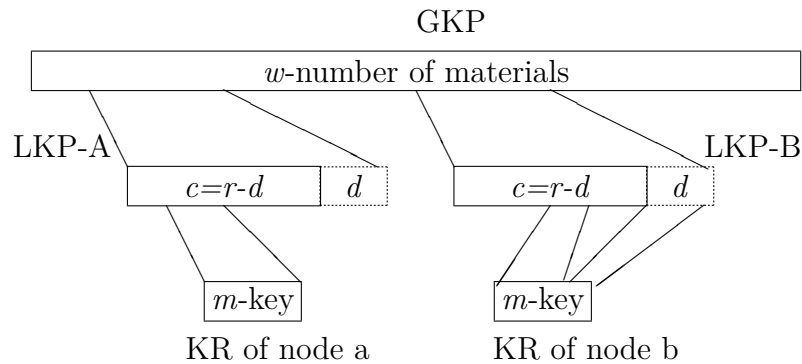 GKP
w-number of materials
LKP-A
LKP-B
c=r-d
d
c=r-d
d
m-key
m-key
KR of node a
KR of node b